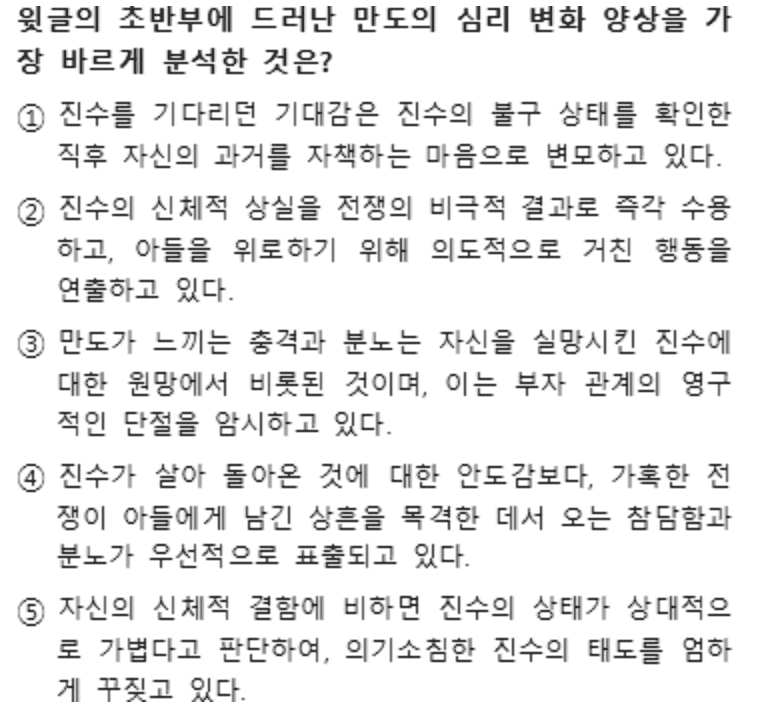 윗글의 초반부에 드러난 만도의 심리 변화 양상을 가
장 바르게 분석한 것은?
① 진수를 기다리던 기대감은 진수의 불구 상태를 확인한
직후 자신의 과거를 자책하는 마음으로 변모하고 있다.
② 진수의 신체적 상실을 전쟁의 비극적 결과로 즉각 수용
하고, 아들을 위로하기 위해 의도적으로 거친 행동을
연출하고 있다.
③ 만도가 느끼는 충격과 분노는 자신을 실망시킨 진수에
대한 원망에서 비롯된 것이며, 이는 부자 관계의 영구
적인 단절을 암시하고 있다.
④ 진수가 살아 돌아온 것에 대한 안도감보다, 가혹한 전
쟁이 아들에게 남긴 상흔을 목격한 데서 오는 참담함과
분노가 우선적으로 표출되고 있다.
⑤ 자신의 신체적 결함에 비하면 진수의 상태가 상대적으
로 가볍다고 판단하여, 의기소침한 진수의 태도를 엄하
게 꾸짖고 있다.